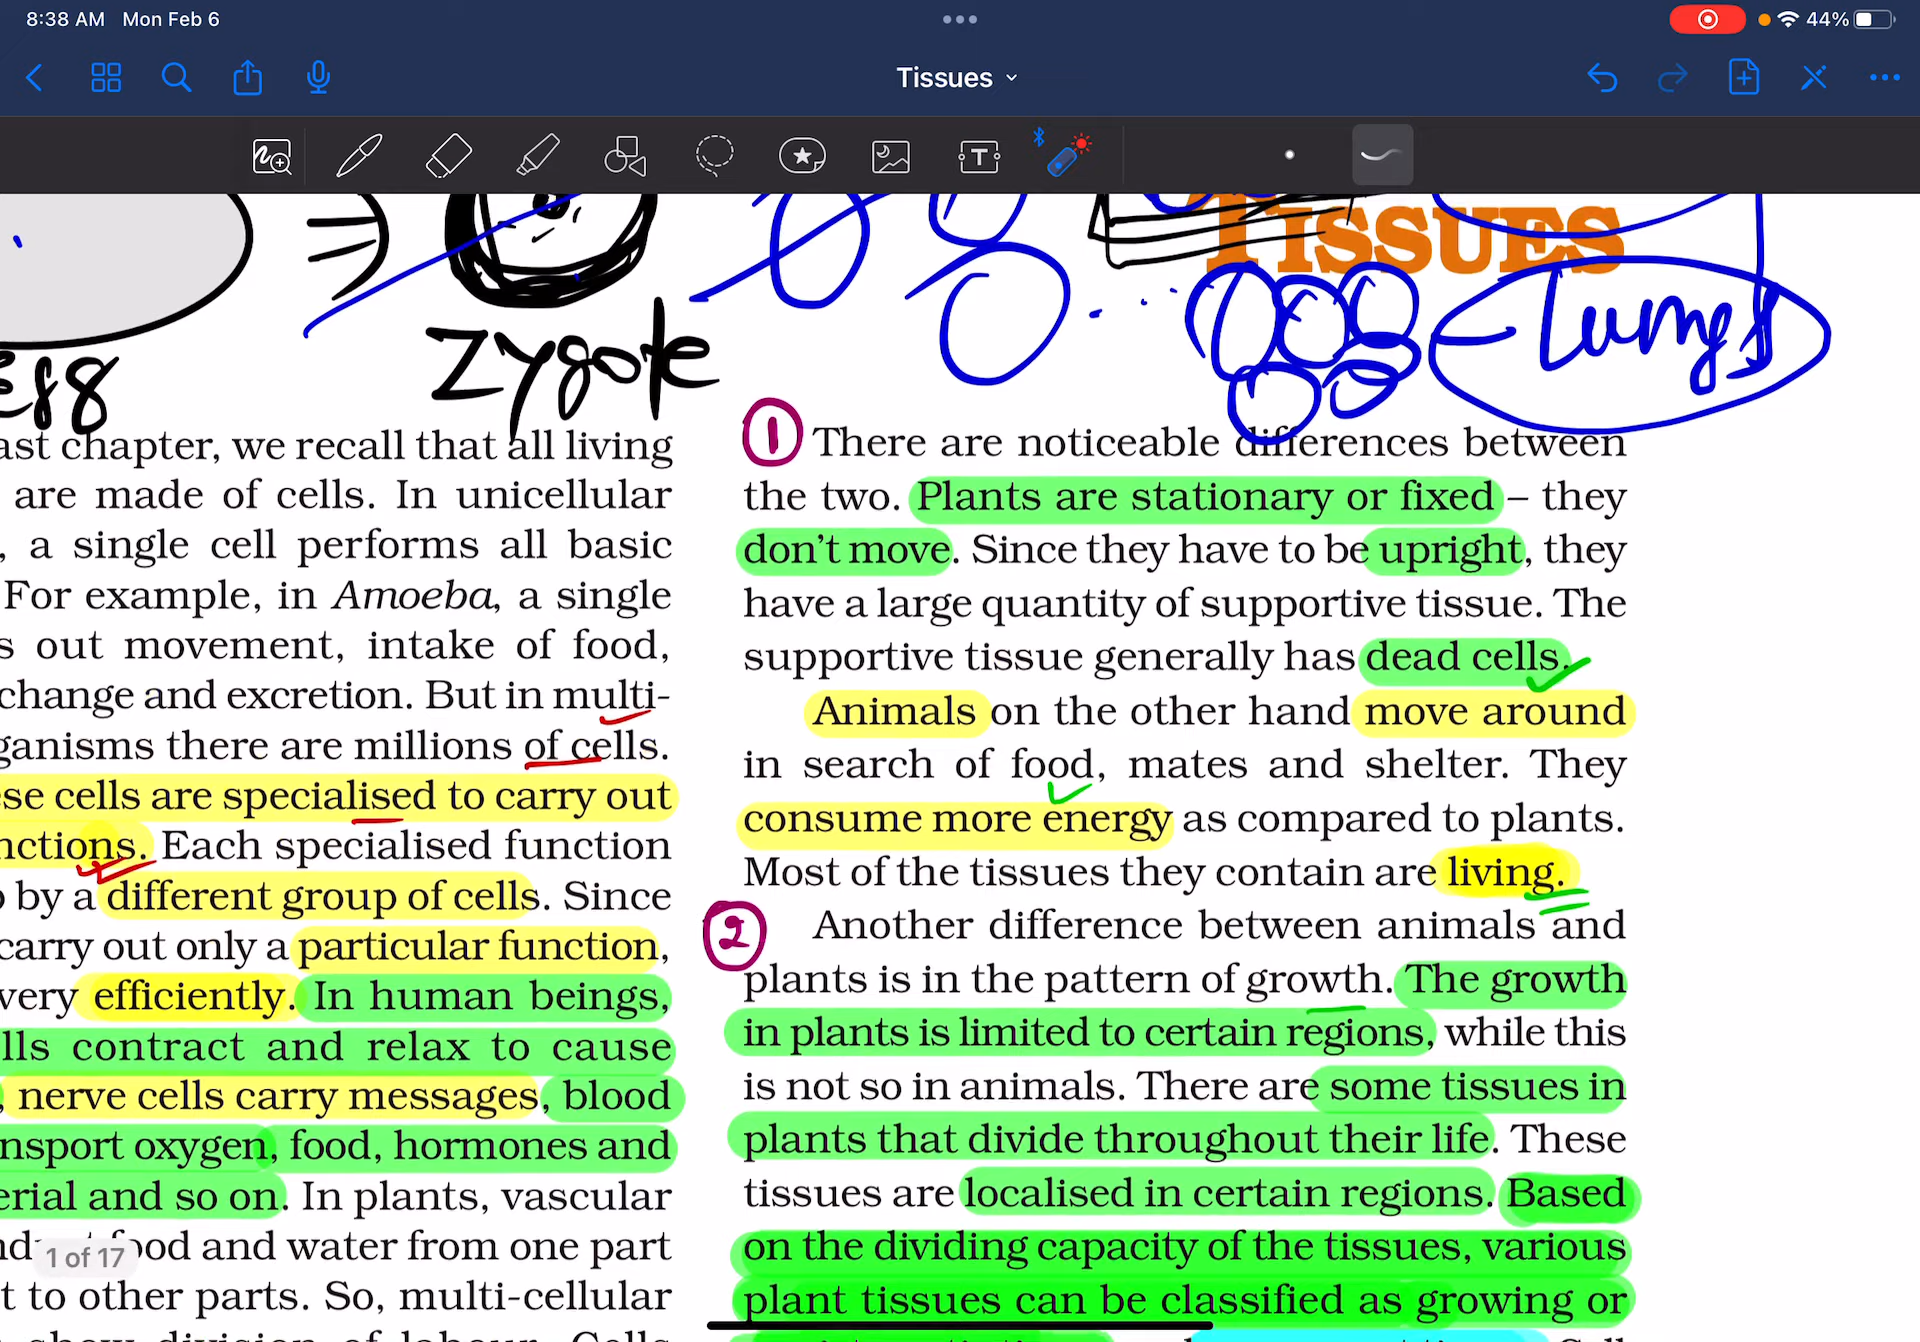 8:38 AM Mon Feb 6
44%
Tissues
T
TISSUES
Zygote
Lungs
ast chapter, we recall that all living
are made of cells. In unicellular
, a single cell performs all basic
For example, in Amoeba, a single
s out movement, intake of food,
change and excretion. But in multi-
ganisms there are millions of cells.
ese cells are specialised to carry out
nctions. Each specialised function
by a different group of cells. Since
carry out only a particular function,
very efficiently. In human beings,
lls contract and relax to cause
, nerve cells carry messages, blood
nsport oxygen, food, hormones and
erial and so on. In plants, vascular
food and water from one part
t to other parts. So, multi-cellular
1 of 17
1 There are noticeable differences between
the two. Plants are stationary or fixed – they
don't move. Since they have to be upright, they
have a large quantity of supportive tissue. The
supportive tissue generally has dead cells.
Animals on the other hand move around
in search of food, mates and shelter. They
consume more energy as compared to plants.
Most of the tissues they contain are living.
2 Another difference between animals and
plants is in the pattern of growth. The growth
in plants is limited to certain regions, while this
is not so in animals. There are some tissues in
plants that divide throughout their life. These
tissues are localised in certain regions. Based
on the dividing capacity of the tissues, various
plant tissues can be classified as growing or